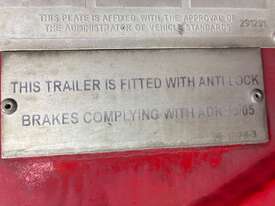 THIS PLATE IS AFFIXED WITH THE APPROVAL OF
THE ADMINISTRATOR OF VEHICLE STANDARDS
THIS TRAILER IS FITTED WITH ANTI LOCK
BRAKES COMPLYING WITH ADR